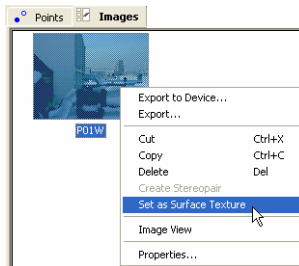 Points Images
P01W
Export to Device...
Export...
Cut Ctrl+X
Copy Ctrl+C
Delete Del
Create Stereopair
Set as Surface Texture
Image View
Properties...